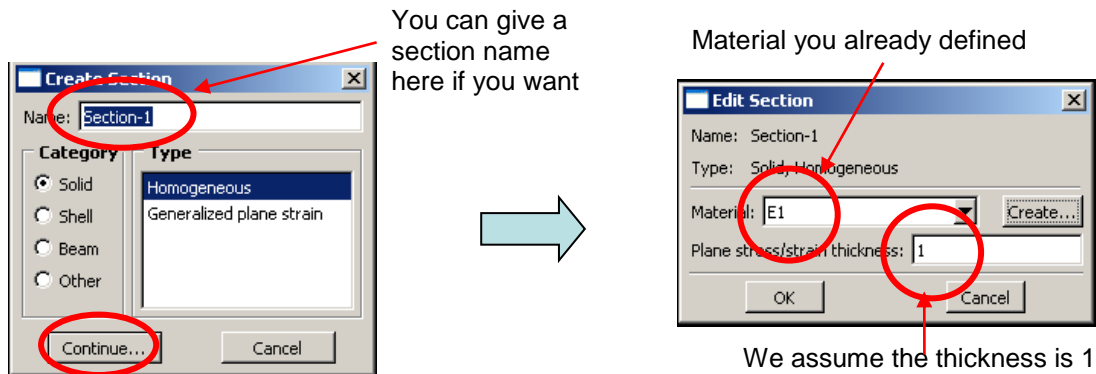 You can give a
section name
here if you want
Create Section
Name: Section-1
Category
Type
Solid
Shell
Beam
Other
Homogeneous
Generalized plane strain
Continue...
Cancel
Material you already defined
Edit Section
Name: Section-1
Type: Solid, Homogeneous
Material: E1
Create...
Plane stress/strain thickness: 1
OK
Cancel
We assume the thickness is 1